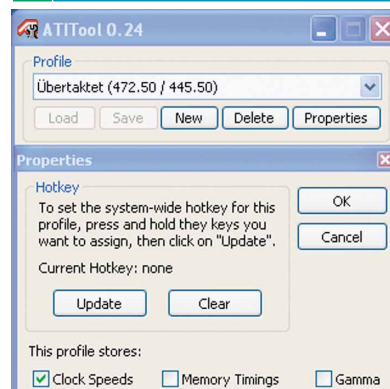 ATITool 0.24
Profile
Übertaktet (472.50 / 445.50)
Load Save New Delete Properties
Properties
Hotkey
To set the system-wide hotkey for this
profile, press and hold they keys you
want to assign, then click on "Update".
OK
Cancel
Current Hotkey: none
Update Clear
This profile stores:
Clock Speeds Memory Timings Gamma